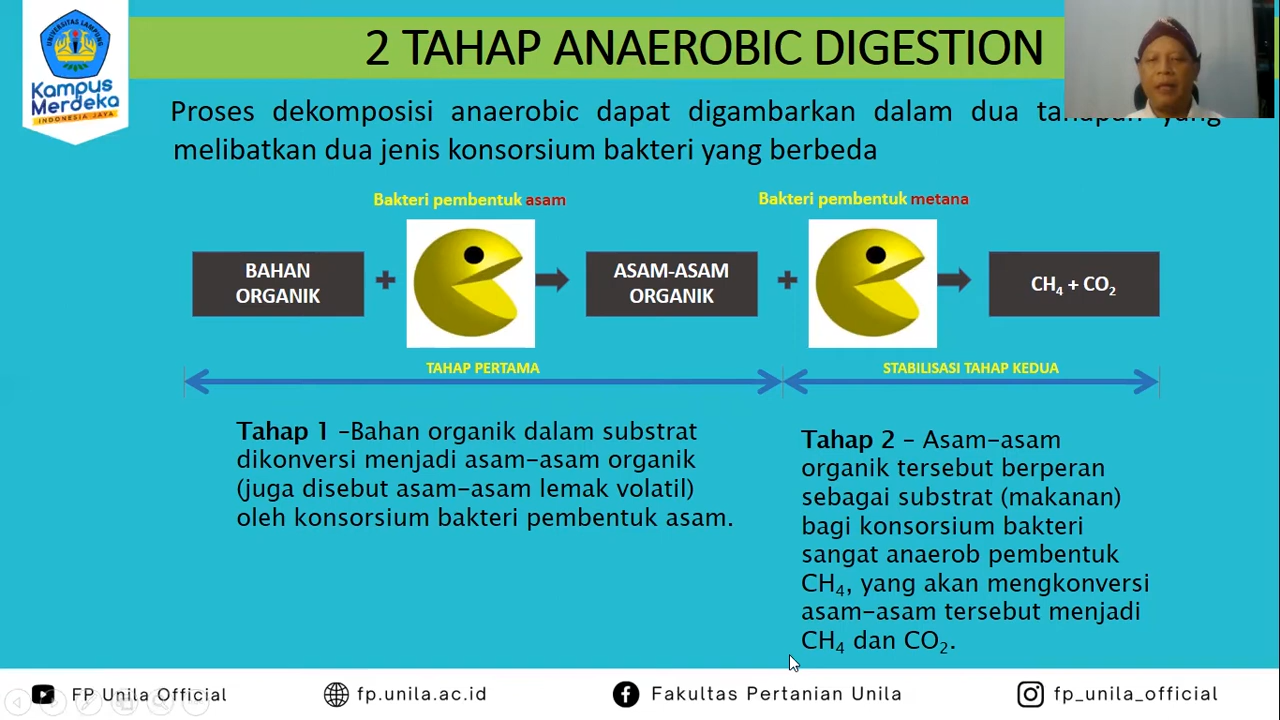 UNIVERSITAS LAMPUNG
Kampus
Merdeka
INDONESIA JAYA
2 TAHAP ANAEROBIC DIGESTION
Proses dekomposisi anaerobic dapat digambarkan dalam dua tahapan yang
melibatkan dua jenis konsorsium bakteri yang berbeda
Bakteri pembentuk asam
Bakteri pembentuk metana
BAHAN
ORGANIK
+
ASAM-ASAM
ORGANIK
+
CH₄ + CO₂
TAHAP PERTAMA
STABILISASI TAHAP KEDUA
Tahap 1 –Bahan organik dalam substrat
dikonversi menjadi asam-asam organik
(juga disebut asam-asam lemak volatil)
oleh konsorsium bakteri pembentuk asam.
Tahap 2 – Asam-asam
organik tersebut berperan
sebagai substrat (makanan)
bagi konsorsium bakteri
sangat anaerob pembentuk
CH₄, yang akan mengkonversi
asam-asam tersebut menjadi
CH₄ dan CO₂.
FP Unila Official
fp.unila.ac.id
Fakultas Pertanian Unila
fp_unila_official